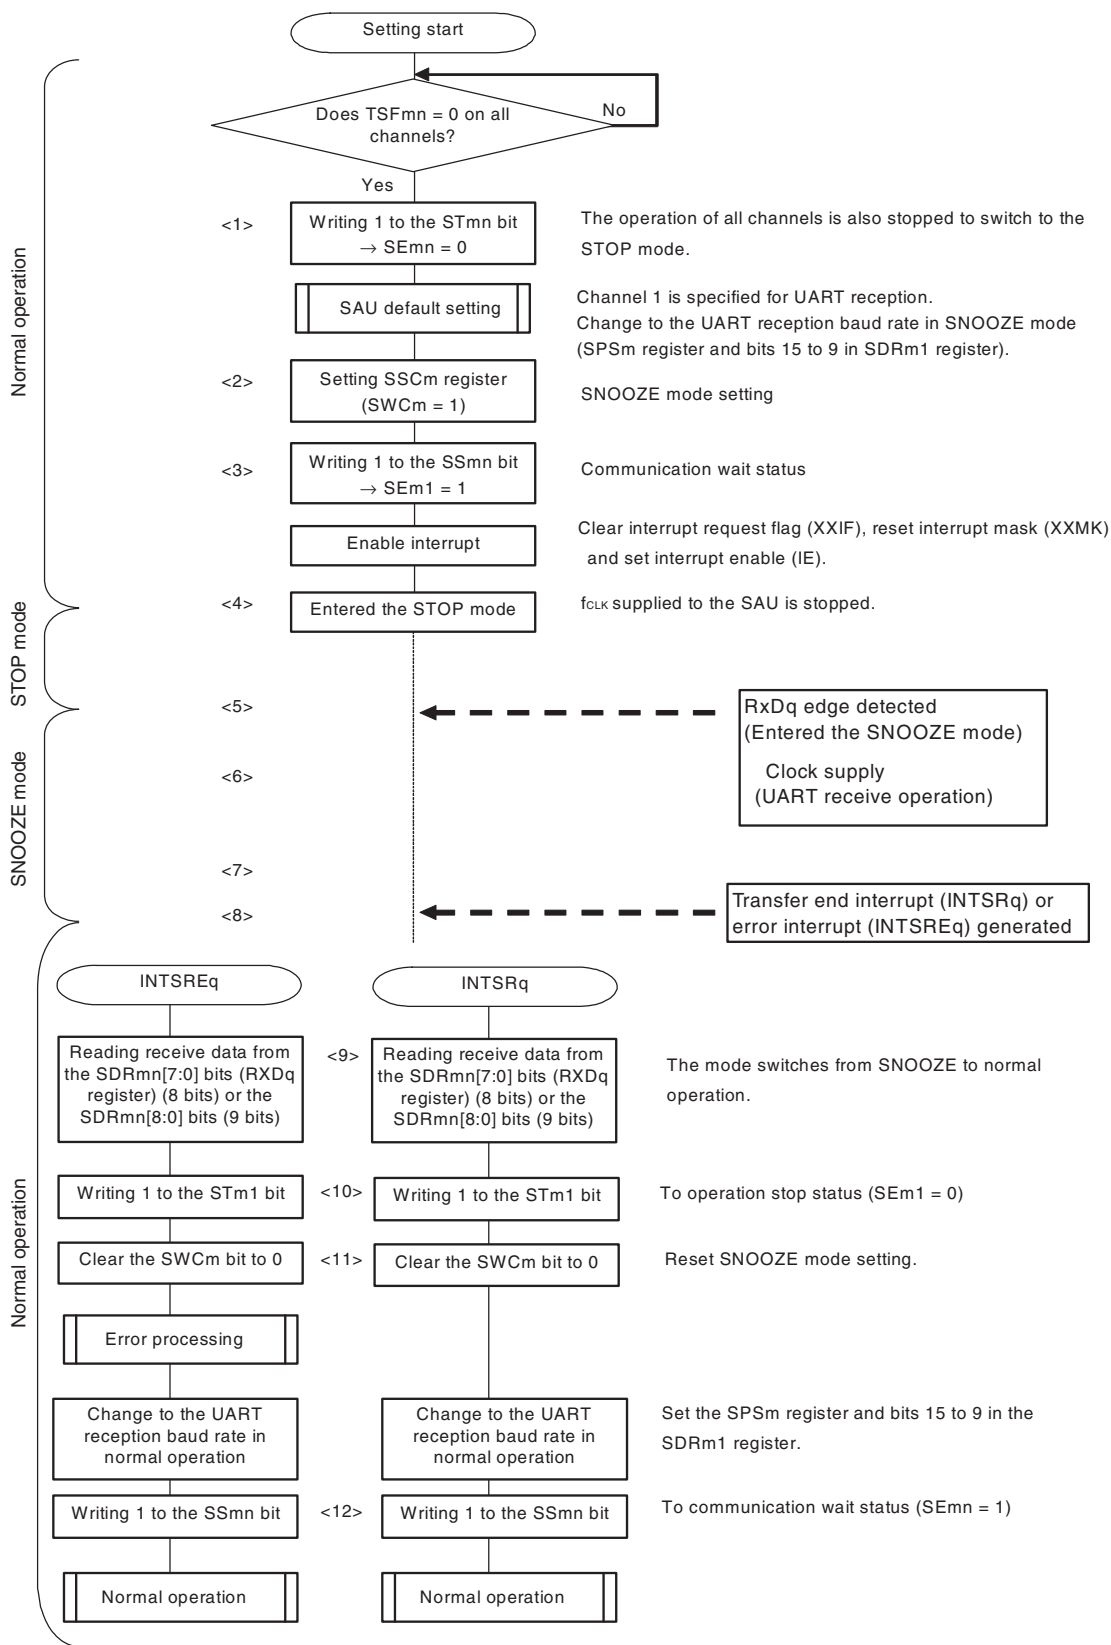 Setting start
Does TSFmn = 0 on all
channels?
No
Yes
<1>
Writing 1 to the STmn bit
→ SEmn = 0
The operation of all channels is also stopped to switch to the
STOP mode.
SAU default setting
Channel 1 is specified for UART reception.
Change to the UART reception baud rate in SNOOZE mode
(SPSm register and bits 15 to 9 in SDRm1 register).
Normal operation
<2>
Setting SSCm register
(SWCm = 1)
SNOOZE mode setting
<3>
Writing 1 to the SSmn bit
→ SEm1 = 1
Communication wait status
Enable interrupt
Clear interrupt request flag (XXIF), reset interrupt mask (XXMK)
and set interrupt enable (IE).
<4>
Entered the STOP mode
fCLK supplied to the SAU is stopped.
STOP mode
<5>
RxDq edge detected
(Entered the SNOOZE mode)
<6>
Clock supply
(UART receive operation)
SNOOZE mode
<7>
<8>
Transfer end interrupt (INTSRq) or
error interrupt (INTSREq) generated
INTSREq
INTSRq
Reading receive data from
the SDRmn[7:0] bits (RXDq
register) (8 bits) or the
SDRmn[8:0] bits (9 bits)
<9>
Reading receive data from
the SDRmn[7:0] bits (RXDq
register) (8 bits) or the
SDRmn[8:0] bits (9 bits)
The mode switches from SNOOZE to normal
operation.
Writing 1 to the STm1 bit
<10>
Writing 1 to the STm1 bit
To operation stop status (SEm1 = 0)
Normal operation
Clear the SWCm bit to 0
<11>
Clear the SWCm bit to 0
Reset SNOOZE mode setting.
Error processing
Change to the UART
reception baud rate in
normal operation
Change to the UART
reception baud rate in
normal operation
Set the SPSm register and bits 15 to 9 in the
SDRm1 register.
Writing 1 to the SSmn bit
<12>
Writing 1 to the SSmn bit
To communication wait status (SEmn = 1)
Normal operation
Normal operation